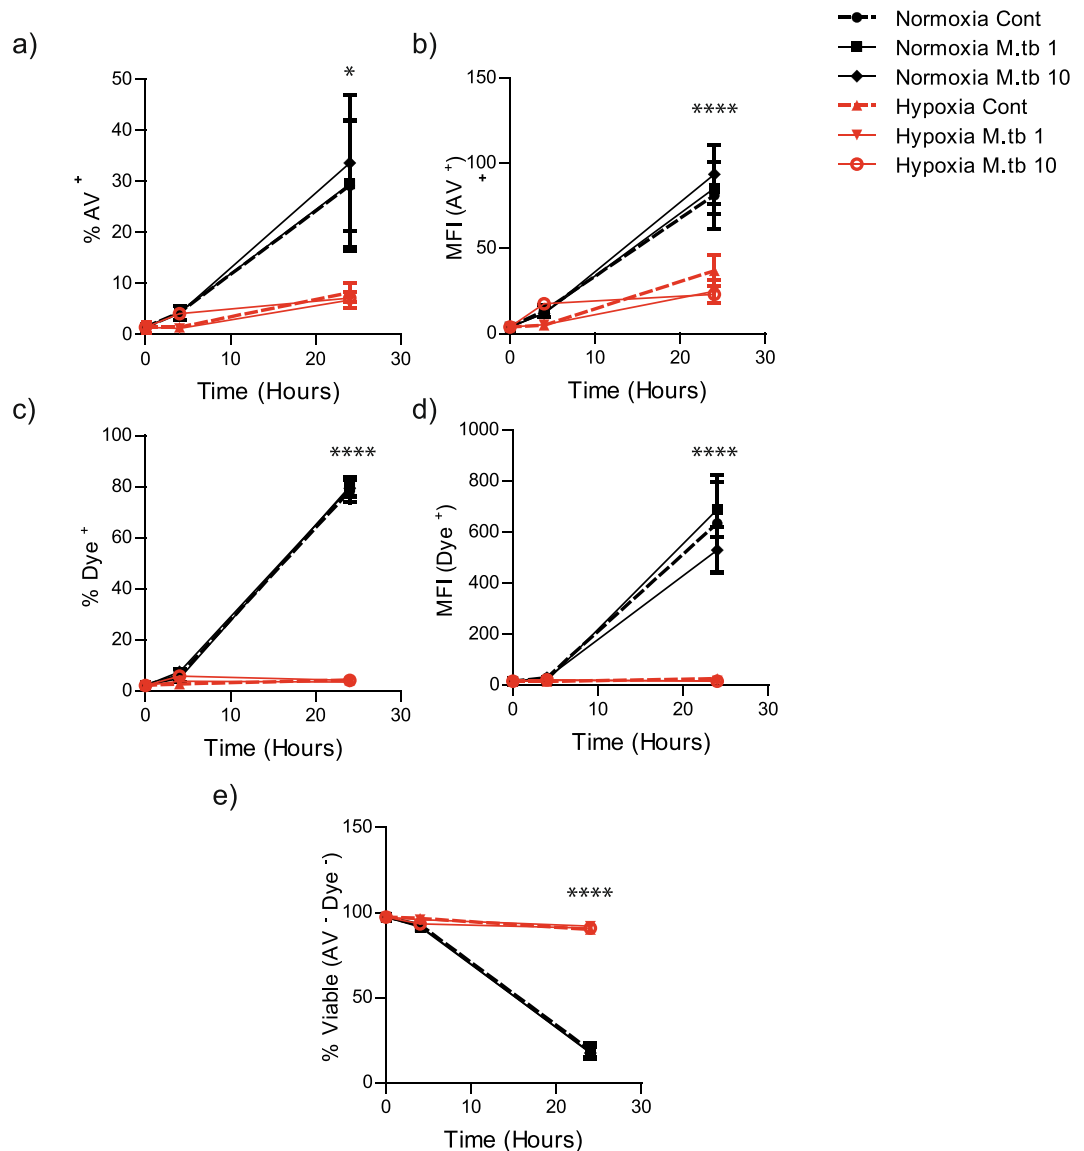 Normoxia Cont
Normoxia M.tb 1
Normoxia M.tb 10
Hypoxia Cont
Hypoxia M.tb 1
Hypoxia M.tb 10
a)
*
50
40
30
20
10
0
% AV +
0 10 20 30
Time (Hours)
b)
****
150
100
50
0
MFI (AV +)
+
0 10 20 30
Time (Hours)
c)
****
100
80
60
40
20
0
% Dye +
0 10 20 30
Time (Hours)
d)
****
1000
800
600
400
200
0
MFI (Dye +)
0 10 20 30
Time (Hours)
e)
****
150
100
50
0
% Viable (AV - Dye -)
0 10 20 30
Time (Hours)